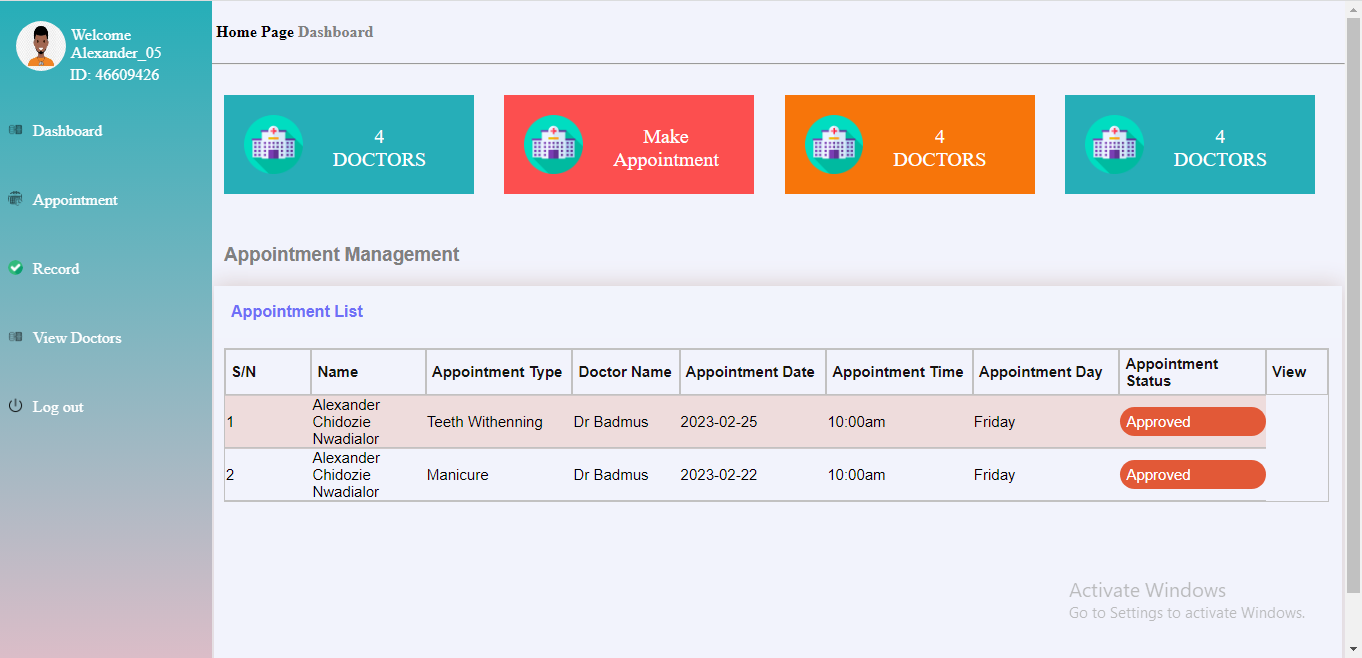 Welcome
Alexander_05
ID: 46609426
Dashboard
Appointment
Record
View Doctors
Log out
Home Page Dashboard
4
DOCTORS
Make
Appointment
4
DOCTORS
4
DOCTORS
Appointment Management
Appointment List
S/N Name Appointment Type Doctor Name Appointment Date Appointment Time Appointment Day Appointment Status View
1 Alexander Chidozie Nwadialor Teeth Withenning Dr Badmus 2023-02-25 10:00am Friday Approved
2 Alexander Chidozie Nwadialor Manicure Dr Badmus 2023-02-22 10:00am Friday Approved
Activate Windows
Go to Settings to activate Windows.